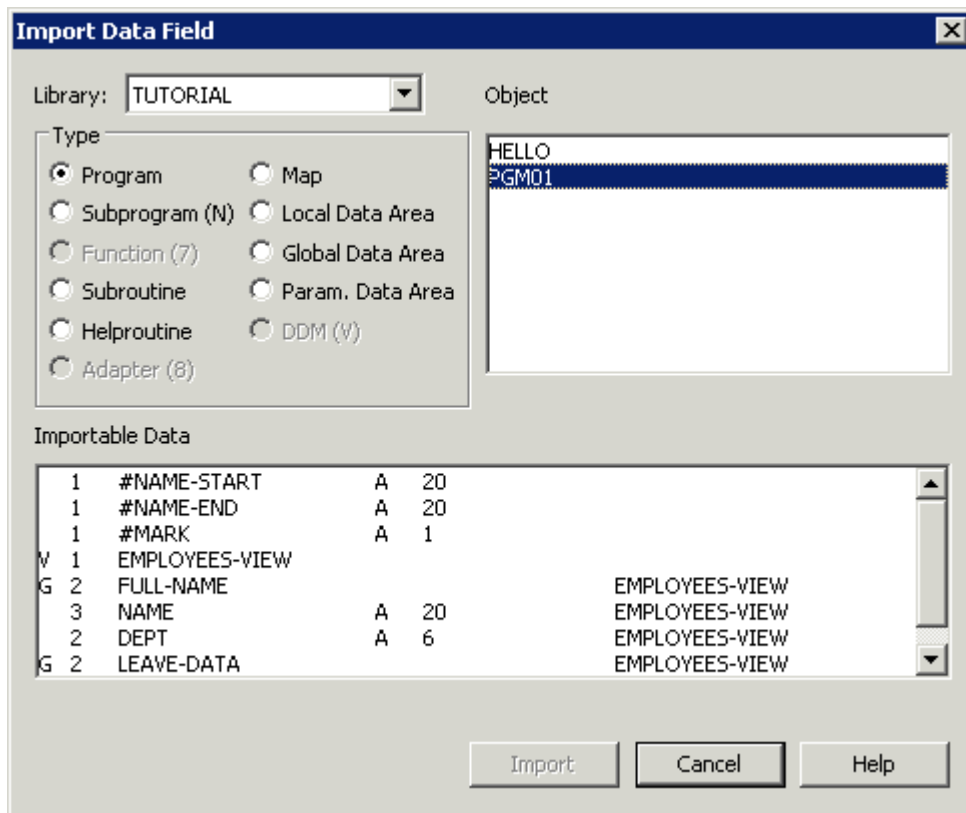 Import Data Field
Library: TUTORIAL
Object
Type
Program
Map
Subprogram (N)
Local Data Area
Function (7)
Global Data Area
Subroutine
Param. Data Area
Helproutine
DDM (V)
Adapter (8)
HELLO
PGM01
Importable Data
1 #NAME-START A 20
1 #NAME-END A 20
1 #MARK A 1
V 1 EMPLOYEES-VIEW
G 2 FULL-NAME EMPLOYEES-VIEW
3 NAME A 20 EMPLOYEES-VIEW
2 DEPT A 6 EMPLOYEES-VIEW
G 2 LEAVE-DATA EMPLOYEES-VIEW
Import
Cancel
Help